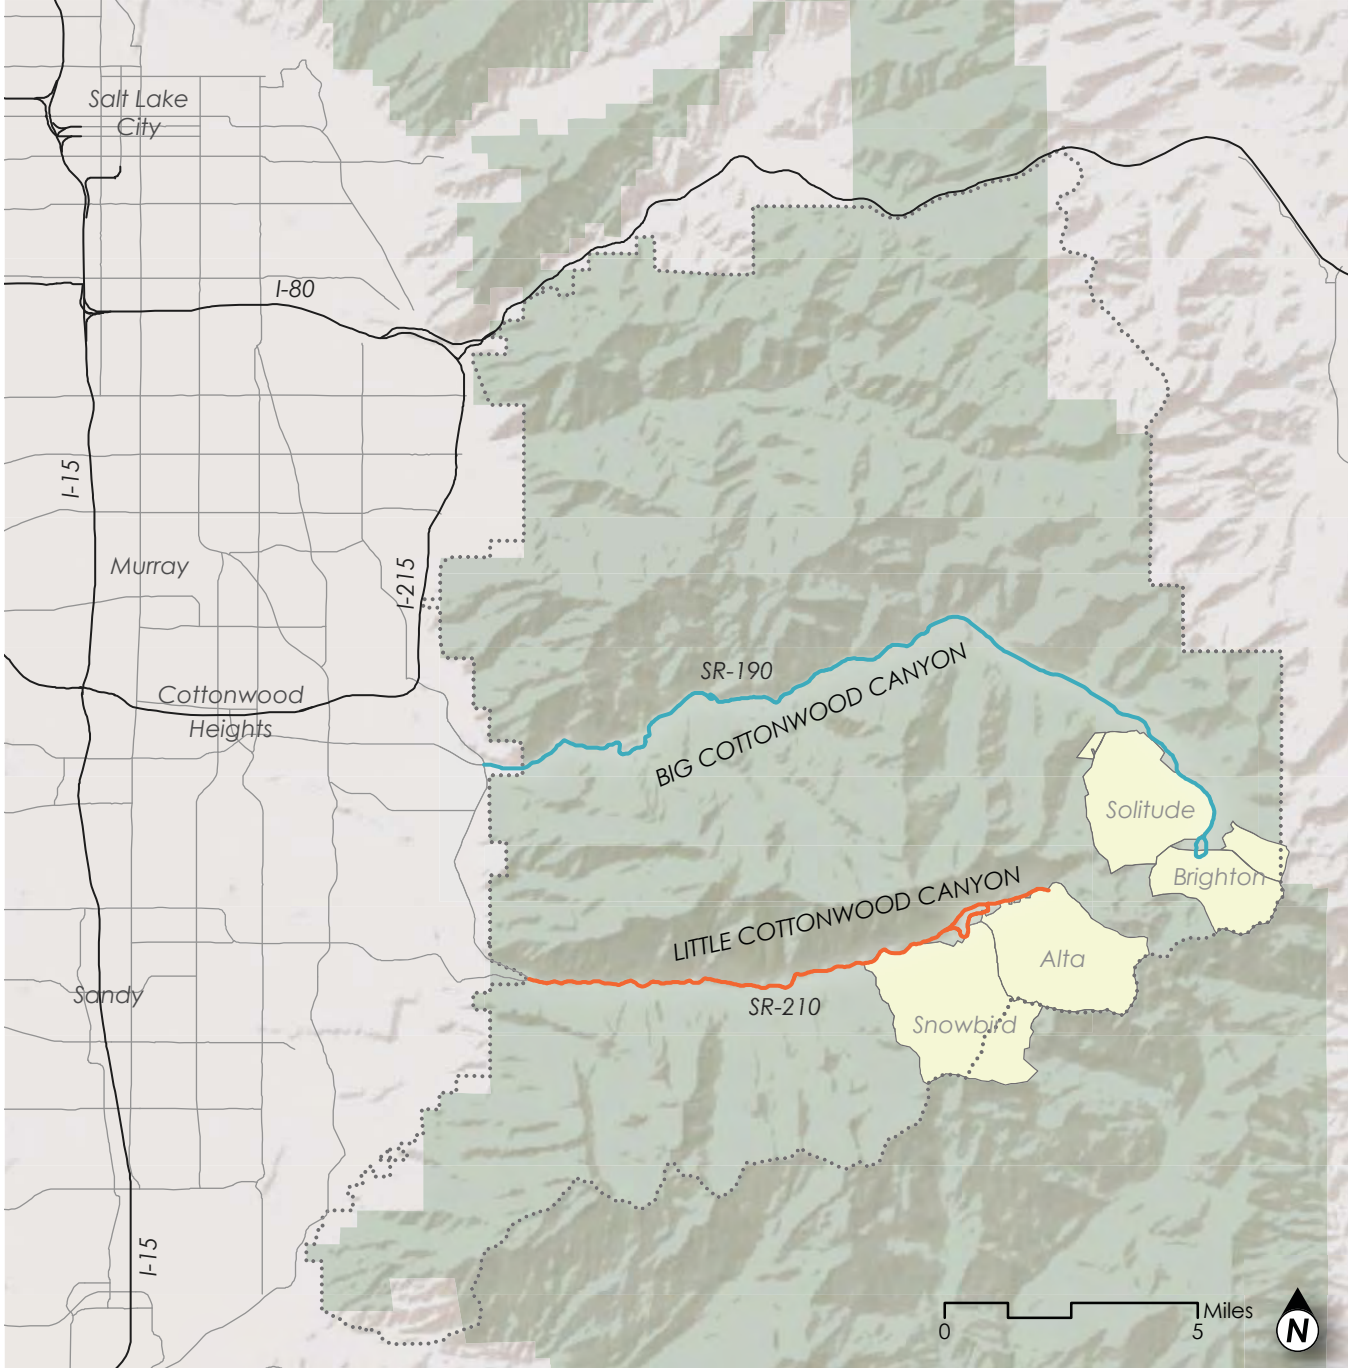 Salt Lake
City
I-80
I-15
Murray
I-215
SR-190
BIG COTTONWOOD CANYON
Cottonwood
Heights
Solitude
Brighton
LITTLE COTTONWOOD CANYON
Alta
Sandy
SR-210
Snowbird
I-15
Miles
0
5
N